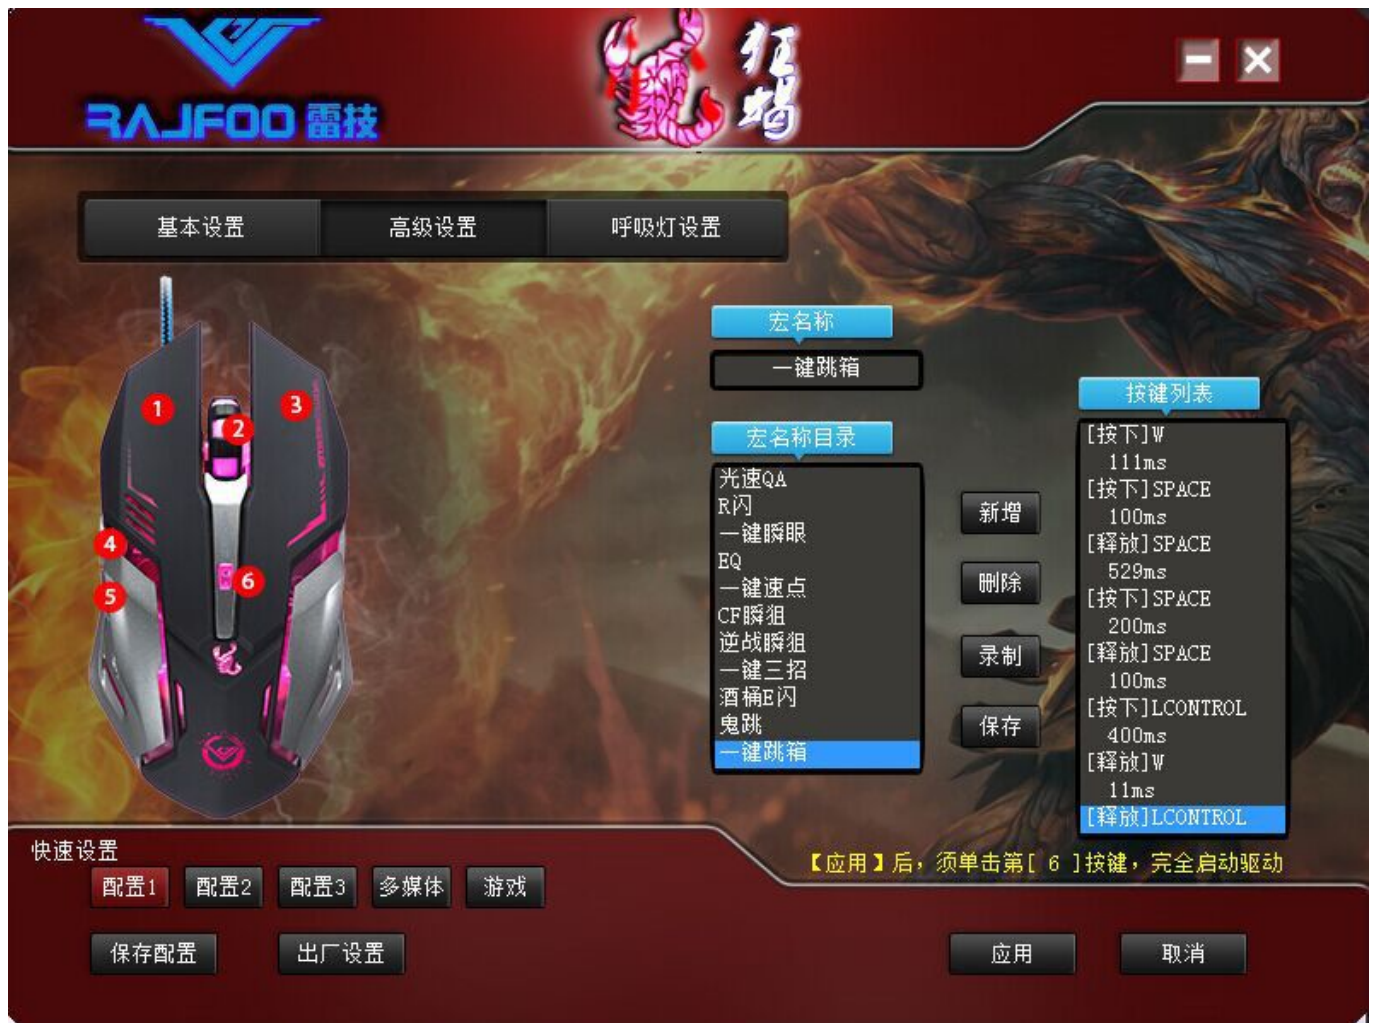 RAJFOO 雷技
狂蝎
基本设置
高级设置
呼吸灯设置
1
2
3
4
5
6
宏名称
一键跳箱
宏名称目录
光速QA
R闪
一键瞬眼
EQ
一键速点
CF瞬狙
逆战瞬狙
一键三招
酒桶E闪
鬼跳
一键跳箱
新增
删除
录制
保存
按键列表
[按下]W
111ms
[按下]SPACE
100ms
[释放]SPACE
529ms
[按下]SPACE
200ms
[释放]SPACE
100ms
[按下]LCONTROL
400ms
[释放]W
11ms
[释放]LCONTROL
【应用】后，须单击第[ 6 ]按键，完全启动驱动
快速设置
配置1
配置2
配置3
多媒体
游戏
保存配置
出厂设置
应用
取消